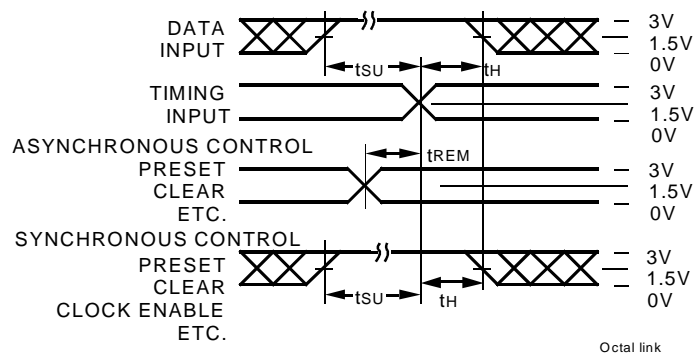 DATA
INPUT
3V
1.5V
0V
tSU
tH
TIMING
INPUT
3V
1.5V
0V
ASYNCHRONOUS CONTROL
PRESET
CLEAR
ETC.
tREM
3V
1.5V
0V
SYNCHRONOUS CONTROL
PRESET
CLEAR
CLOCK ENABLE
ETC.
tSU
tH
3V
1.5V
0V
Octal link